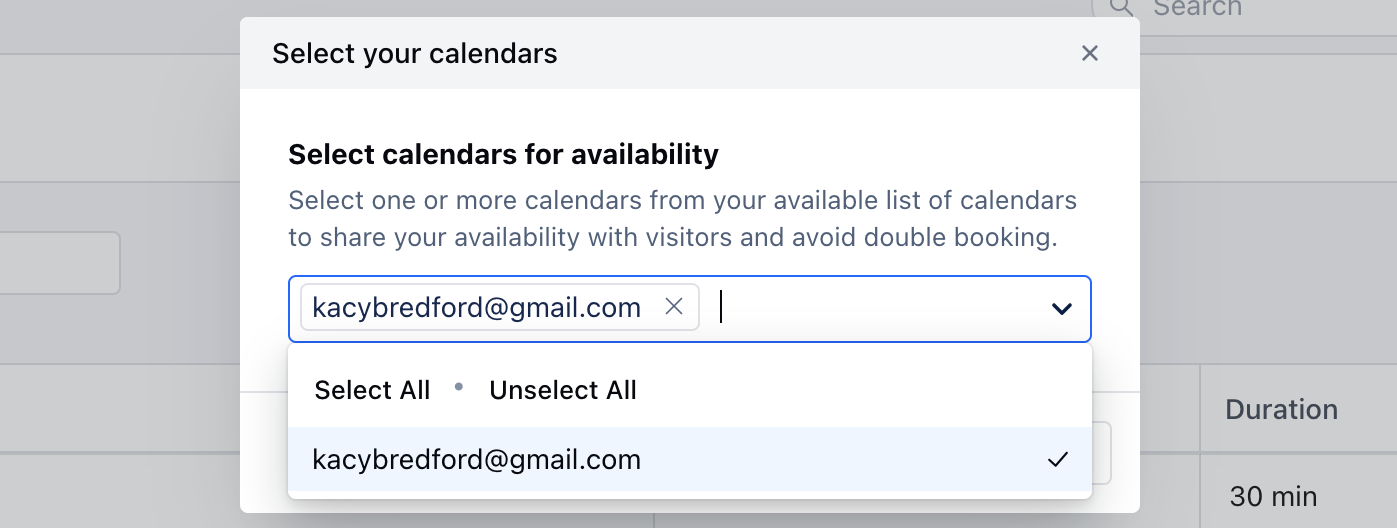 Search
Select your calendars
Select calendars for availability
Select one or more calendars from your available list of calendars
to share your availability with visitors and avoid double booking.
kacybredford@gmail.com
Select All • Unselect All
kacybredford@gmail.com
Duration
30 min